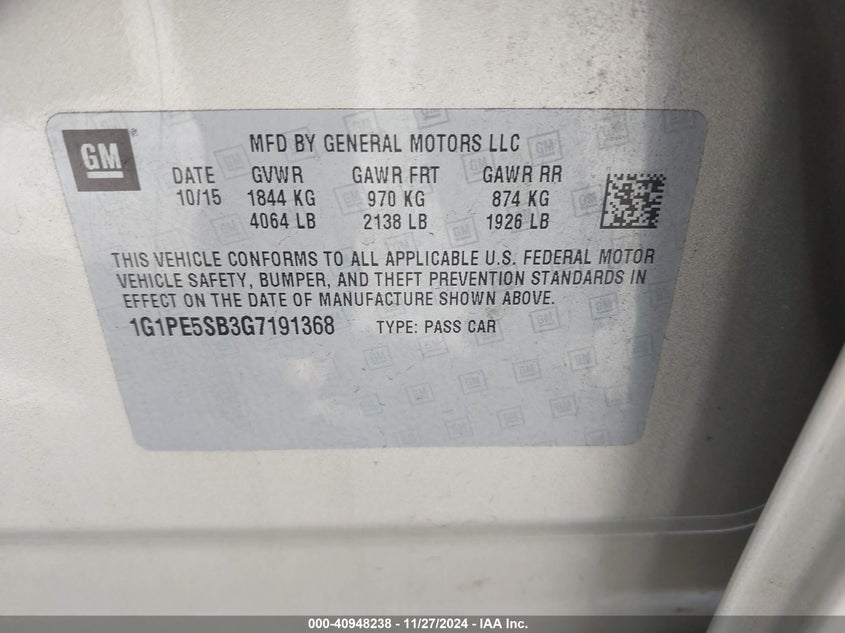 GM®
MFD BY GENERAL MOTORS LLC
DATE GVWR GAWR FRT GAWR RR
10/15 1844 KG 970 KG 874 KG
4064 LB 2138 LB 1926 LB
THIS VEHICLE CONFORMS TO ALL APPLICABLE U.S. FEDERAL MOTOR
VEHICLE SAFETY, BUMPER, AND THEFT PREVENTION STANDARDS IN
EFFECT ON THE DATE OF MANUFACTURE SHOWN ABOVE.
1G1PE5SB3G7191368 TYPE: PASS CAR
000-40948238 - 11/27/2024 - IAA Inc.